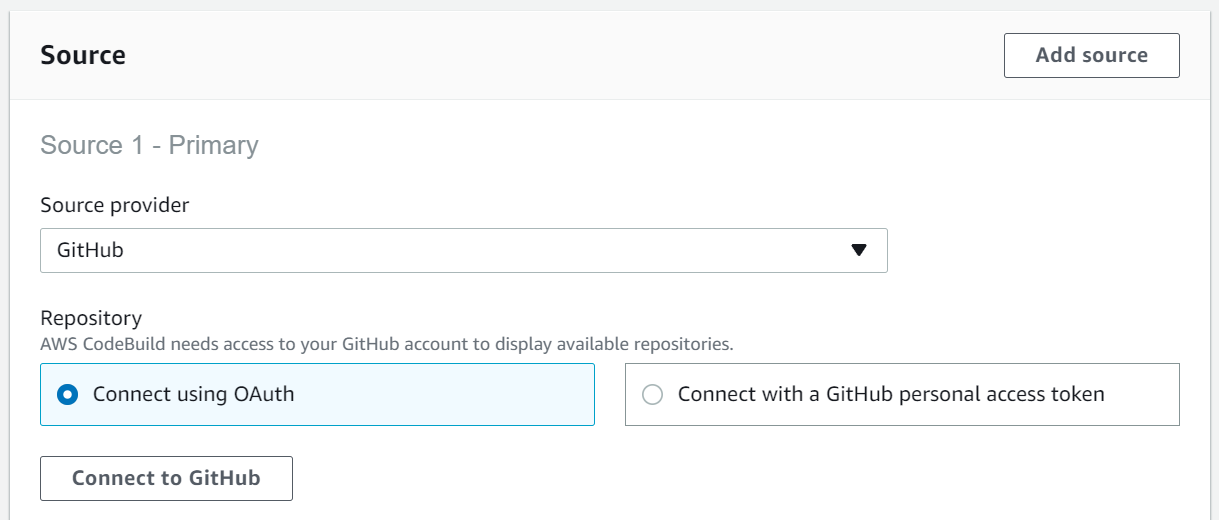 Source
Add source
Source 1 - Primary
Source provider
GitHub
Repository
AWS CodeBuild needs access to your GitHub account to display available repositories.
Connect using OAuth
Connect with a GitHub personal access token
Connect to GitHub